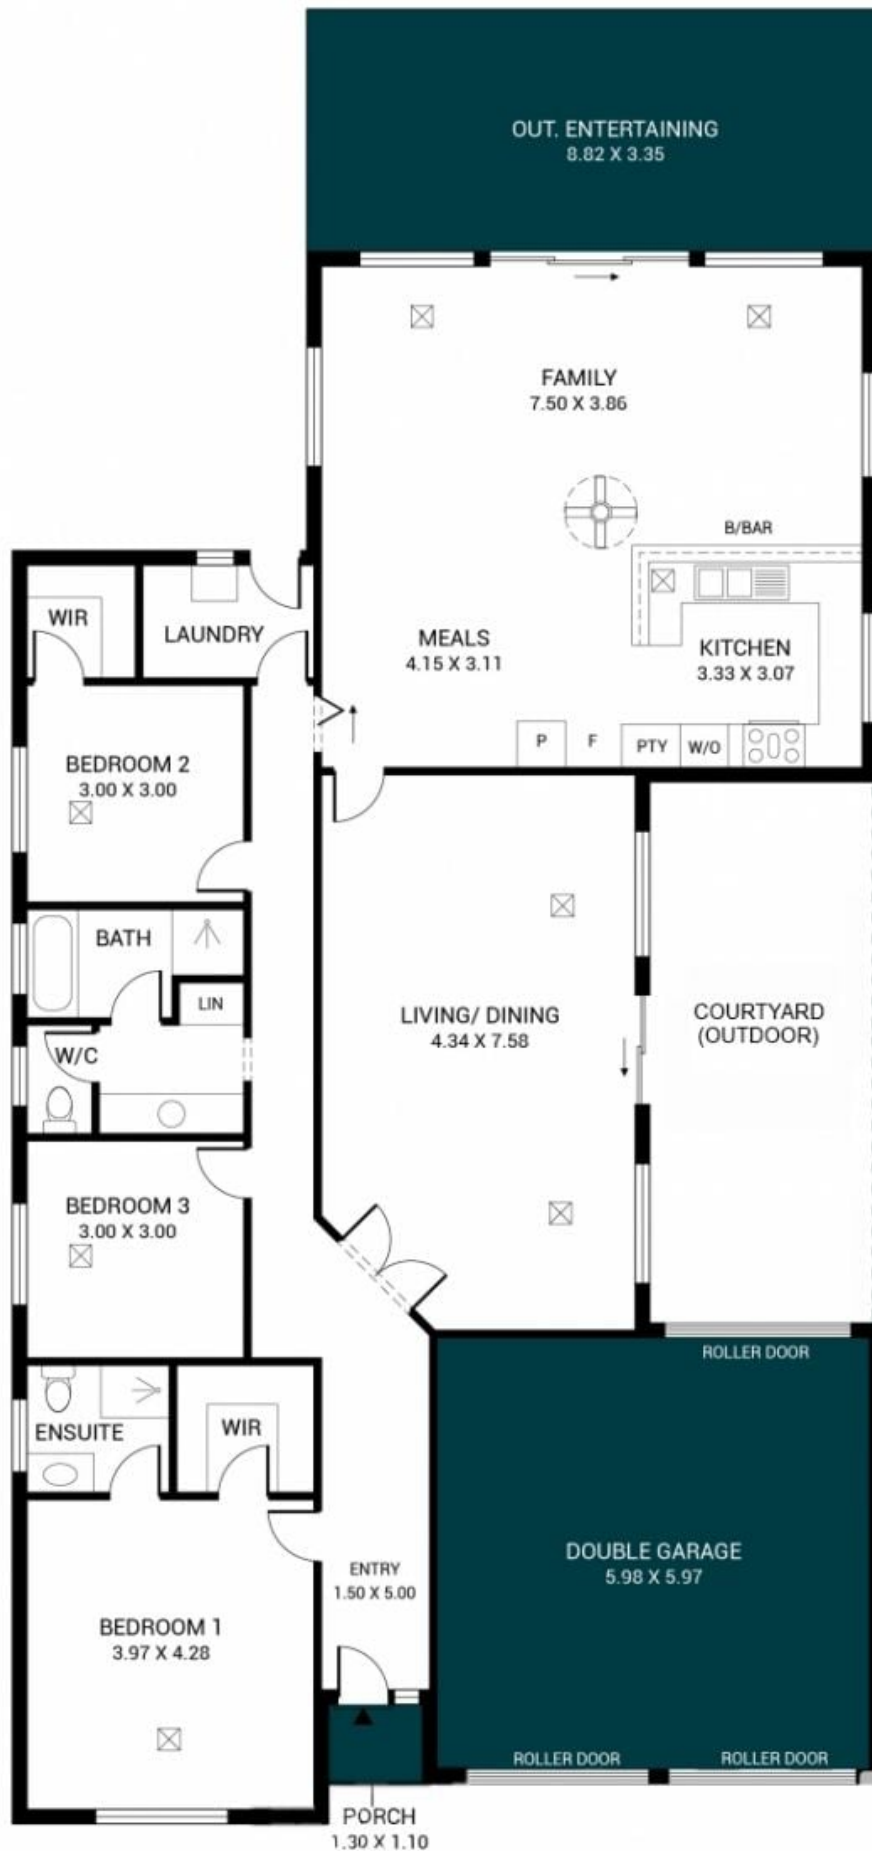 OUT. ENTERTAINING
8.82 X 3.35
FAMILY
7.50 X 3.86
B/BAR
WIR
LAUNDRY
MEALS
4.15 X 3.11
KITCHEN
3.33 X 3.07
P
F
PTY
W/O
BEDROOM 2
3.00 X 3.00
BATH
LIN
W/C
LIVING/ DINING
4.34 X 7.58
COURTYARD
(OUTDOOR)
BEDROOM 3
3.00 X 3.00
ROLLER DOOR
ENSUITE
WIR
ENTRY
1.50 X 5.00
DOUBLE GARAGE
5.98 X 5.97
BEDROOM 1
3.97 X 4.28
ROLLER DOOR
ROLLER DOOR
PORCH
1.30 X 1.10